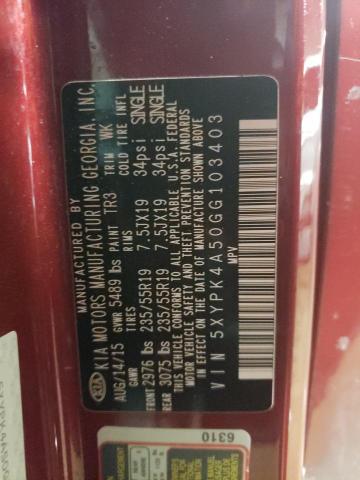 MANUFACTURED BY
KIA MOTORS MANUFACTURING GEORGIA, INC.
AUG/14/15 PAINT TR3 TRIM WK
GVWR 5489 lbs
GAWR TIRES RIMS COLD TIRE INFL
FRONT 2976 lbs 235/55R19 7.5JX19 34psi SINGLE
REAR 3075 lbs 235/55R19 7.5JX19 34psi SINGLE
THIS VEHICLE CONFORMS TO ALL APPLICABLE U.S.A. FEDERAL
MOTOR VEHICLE SAFETY AND THEFT PREVENTION STANDARDS
IN EFFECT ON THE DATE OF MANUFACTURE SHOWN ABOVE
MPV
VIN 5XYPK4A50GG103403
KIA
6310